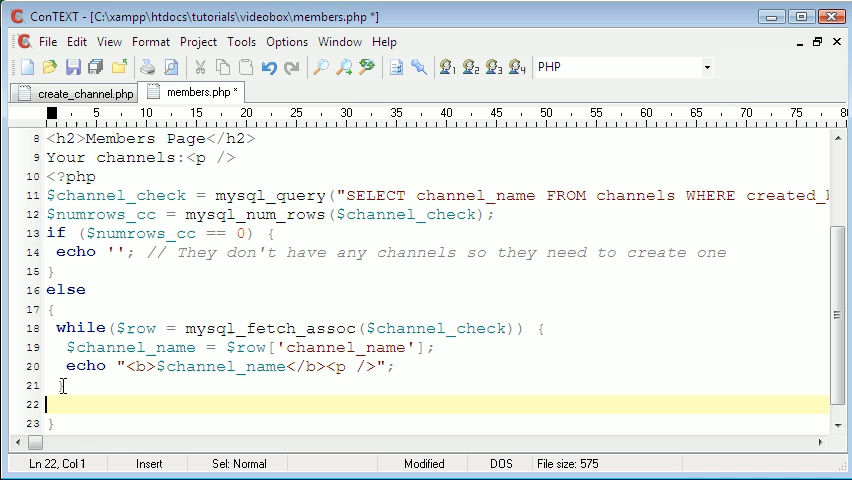 ConTEXT - [C:\xampp\htdocs\tutorials\videobox\members.php *]
File Edit View Format Project Tools Options Window Help
1 2 3 4 PHP
create_channel.php members.php *
5 10 15 20 25 30 35 40 45 50 55 60 65 70 75 80
8 <h2>Members Page</h2>
9 Your channels:<p />
10 <?php
11 $channel_check = mysql_query("SELECT channel_name FROM channels WHERE created_
12 $numrows_cc = mysql_num_rows($channel_check);
13 if ($numrows_cc == 0) {
14 echo ''; // They don't have any channels so they need to create one
15 }
16 else
17 {
18 while($row = mysql_fetch_assoc($channel_check)) {
19 $channel_name = $row['channel_name'];
20 echo "<b>$channel_name</b><p />";
21 }
22
23 }
Ln 22, Col 1 Insert Sel: Normal Modified DOS File size: 575